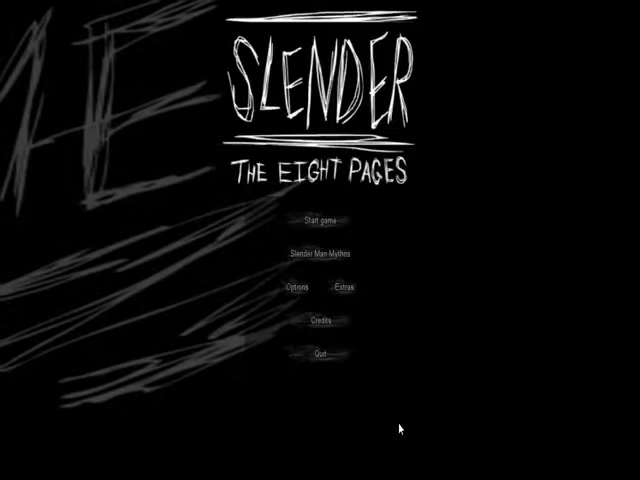 SLENDER
THE EIGHT PAGES
Start game
Slender Man Mythos
Options Extras
Credits
Quit